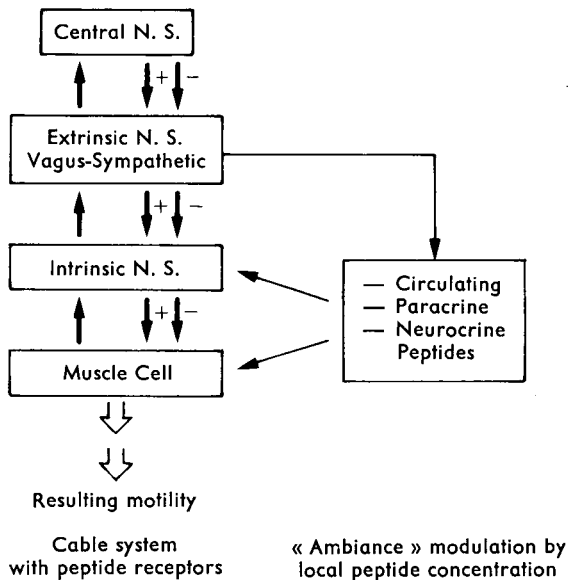 Central N. S.
+ −
Extrinsic N. S.
Vagus-Sympathetic
+ −
Intrinsic N. S.
— Circulating
— Paracrine
— Neurocrine
Peptides
+ −
Muscle Cell
Resulting motility
Cable system
with peptide receptors
« Ambiance » modulation by
local peptide concentration